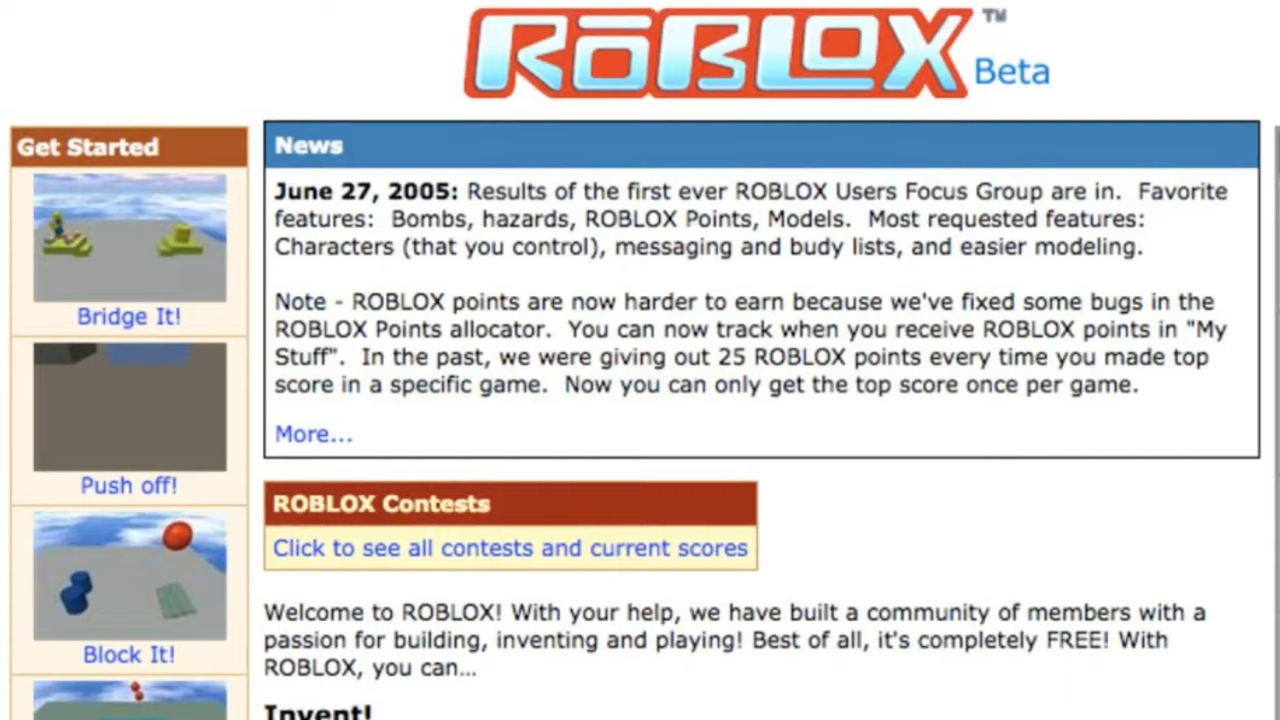 RōBLOX™
Beta
Get Started
Bridge It!
Push off!
Block It!
News
June 27, 2005: Results of the first ever ROBLOX Users Focus Group are in. Favorite
features: Bombs, hazards, ROBLOX Points, Models. Most requested features:
Characters (that you control), messaging and budy lists, and easier modeling.
Note - ROBLOX points are now harder to earn because we've fixed some bugs in the
ROBLOX Points allocator. You can now track when you receive ROBLOX points in "My
Stuff". In the past, we were giving out 25 ROBLOX points every time you made top
score in a specific game. Now you can only get the top score once per game.
More...
ROBLOX Contests
Click to see all contests and current scores
Welcome to ROBLOX! With your help, we have built a community of members with a
passion for building, inventing and playing! Best of all, it's completely FREE! With
ROBLOX, you can...
Invent!